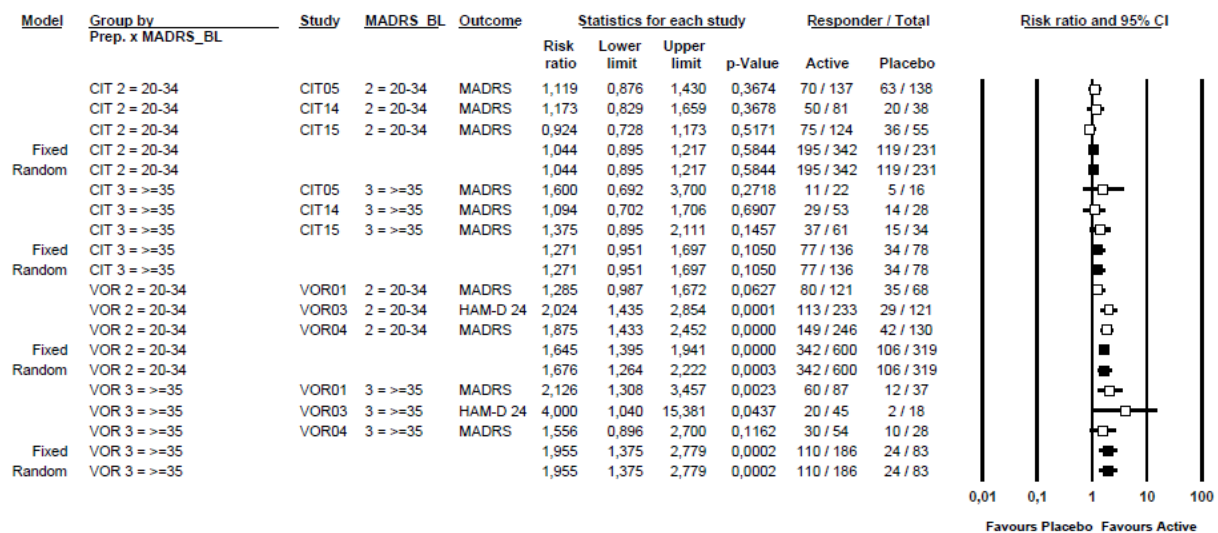 Model Group by Study MADRS_BL Outcome Statistics for each study Responder / Total Risk ratio and 95% CI
Prep. x MADRS_BL
Risk Lower Upper
ratio limit limit p-Value Active Placebo
CIT 2 = 20-34 CIT05 2 = 20-34 MADRS 1,119 0,876 1,430 0,3674 70 / 137 63 / 138
CIT 2 = 20-34 CIT14 2 = 20-34 MADRS 1,173 0,829 1,659 0,3678 50 / 81 20 / 38
CIT 2 = 20-34 CIT15 2 = 20-34 MADRS 0,924 0,728 1,173 0,5171 75 / 124 36 / 55
Fixed CIT 2 = 20-34 1,044 0,895 1,217 0,5844 195 / 342 119 / 231
Random CIT 2 = 20-34 1,044 0,895 1,217 0,5844 195 / 342 119 / 231
CIT 3 = >=35 CIT05 3 = >=35 MADRS 1,600 0,692 3,700 0,2718 11 / 22 5 / 16
CIT 3 = >=35 CIT14 3 = >=35 MADRS 1,094 0,702 1,706 0,6907 29 / 53 14 / 28
CIT 3 = >=35 CIT15 3 = >=35 MADRS 1,375 0,895 2,111 0,1457 37 / 61 15 / 34
Fixed CIT 3 = >=35 1,271 0,951 1,697 0,1050 77 / 136 34 / 78
Random CIT 3 = >=35 1,271 0,951 1,697 0,1050 77 / 136 34 / 78
VOR 2 = 20-34 VOR01 2 = 20-34 MADRS 1,285 0,987 1,672 0,0627 80 / 121 35 / 68
VOR 2 = 20-34 VOR03 2 = 20-34 HAM-D 24 2,024 1,435 2,854 0,0001 113 / 233 29 / 121
VOR 2 = 20-34 VOR04 2 = 20-34 MADRS 1,875 1,433 2,452 0,0000 149 / 246 42 / 130
Fixed VOR 2 = 20-34 1,645 1,395 1,941 0,0000 342 / 600 106 / 319
Random VOR 2 = 20-34 1,676 1,264 2,222 0,0003 342 / 600 106 / 319
VOR 3 = >=35 VOR01 3 = >=35 MADRS 2,126 1,308 3,457 0,0023 60 / 87 12 / 37
VOR 3 = >=35 VOR03 3 = >=35 HAM-D 24 4,000 1,040 15,381 0,0437 20 / 45 2 / 18
VOR 3 = >=35 VOR04 3 = >=35 MADRS 1,556 0,896 2,700 0,1162 30 / 54 10 / 28
Fixed VOR 3 = >=35 1,955 1,375 2,779 0,0002 110 / 186 24 / 83
Random VOR 3 = >=35 1,955 1,375 2,779 0,0002 110 / 186 24 / 83
0,01 0,1 1 10 100
Favours Placebo Favours Active